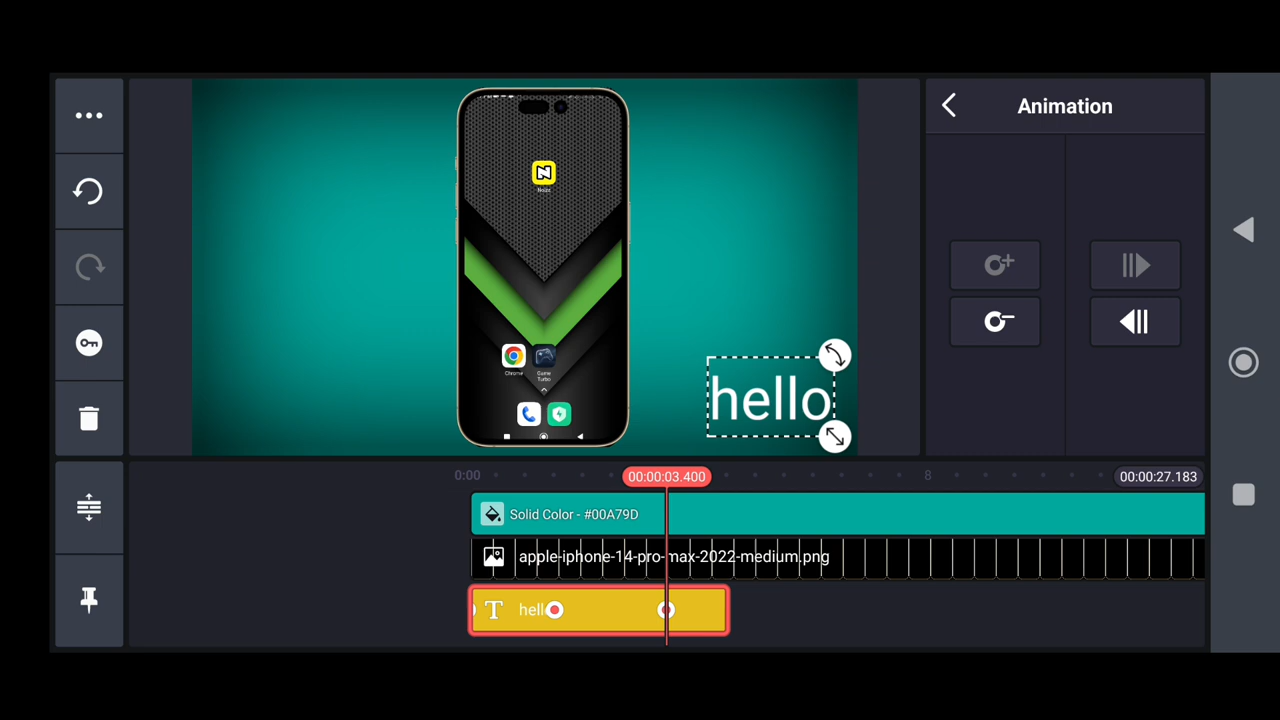 Animation
Noizz
Chrome
Game
Turbo
hello
0:00
00:00:03.400
8
00:00:27.183
Solid Color - #00A79D
apple-iphone-14-pro-max-2022-medium.png
T hell